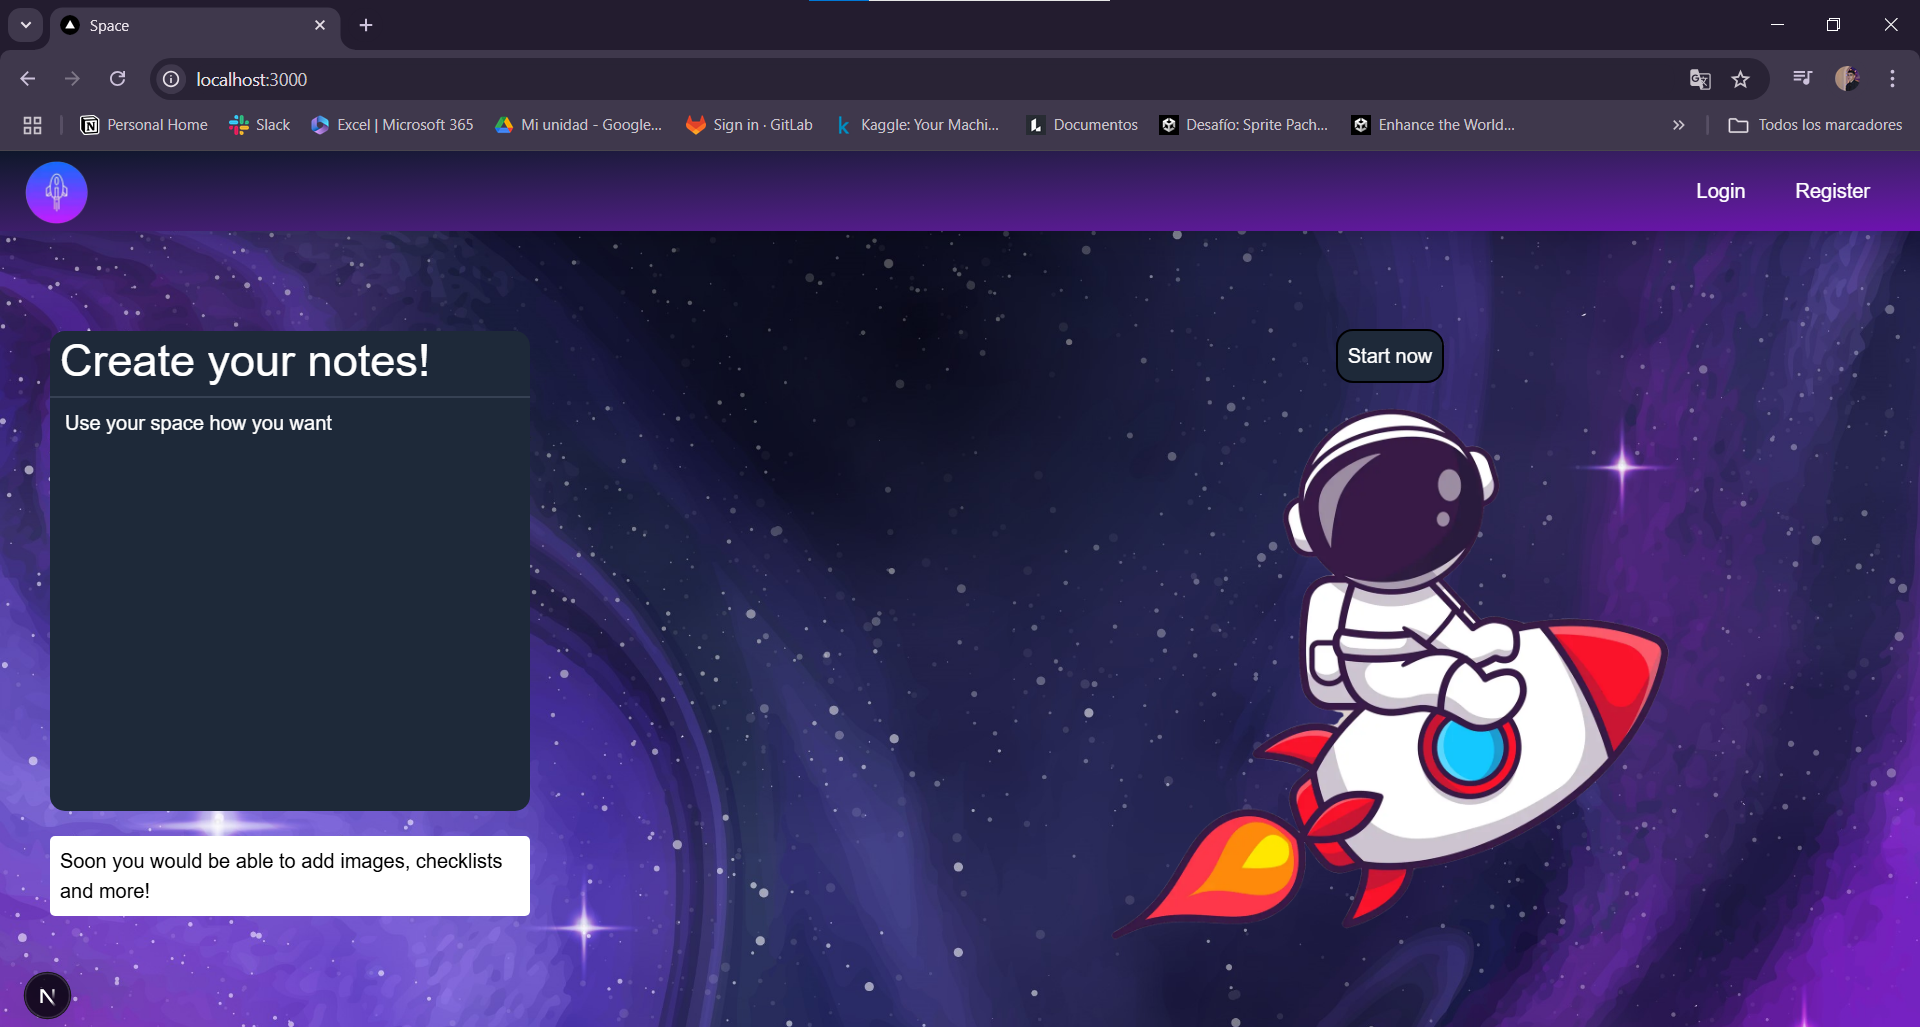 Space
localhost:3000
Personal Home
Slack
Excel | Microsoft 365
Mi unidad - Google...
Sign in · GitLab
Kaggle: Your Machi...
Documentos
Desafío: Sprite Pach...
Enhance the World...
Todos los marcadores
Login
Register
Create your notes!
Start now
Use your space how you want
Soon you would be able to add images, checklists
and more!
N